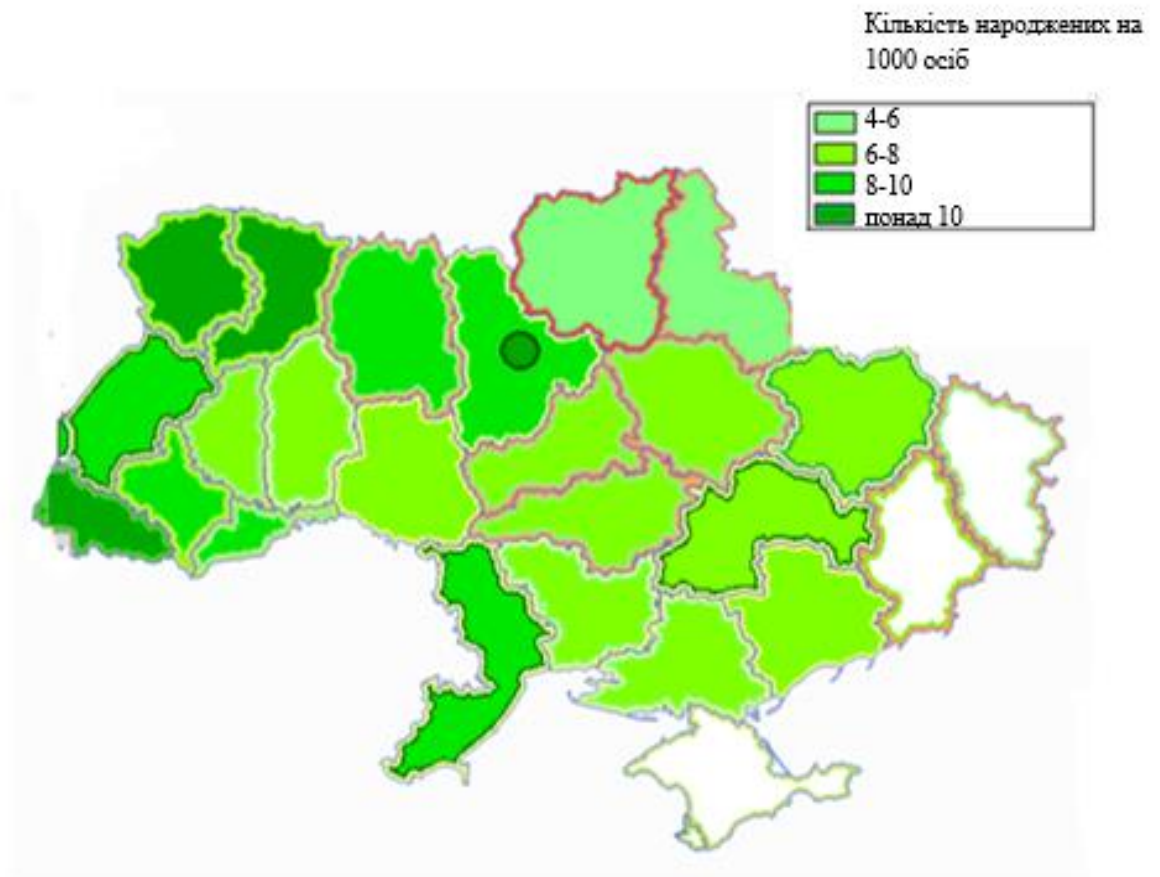 Кількість народжених на
1000 осіб
4-6
6-8
8-10
понад 10